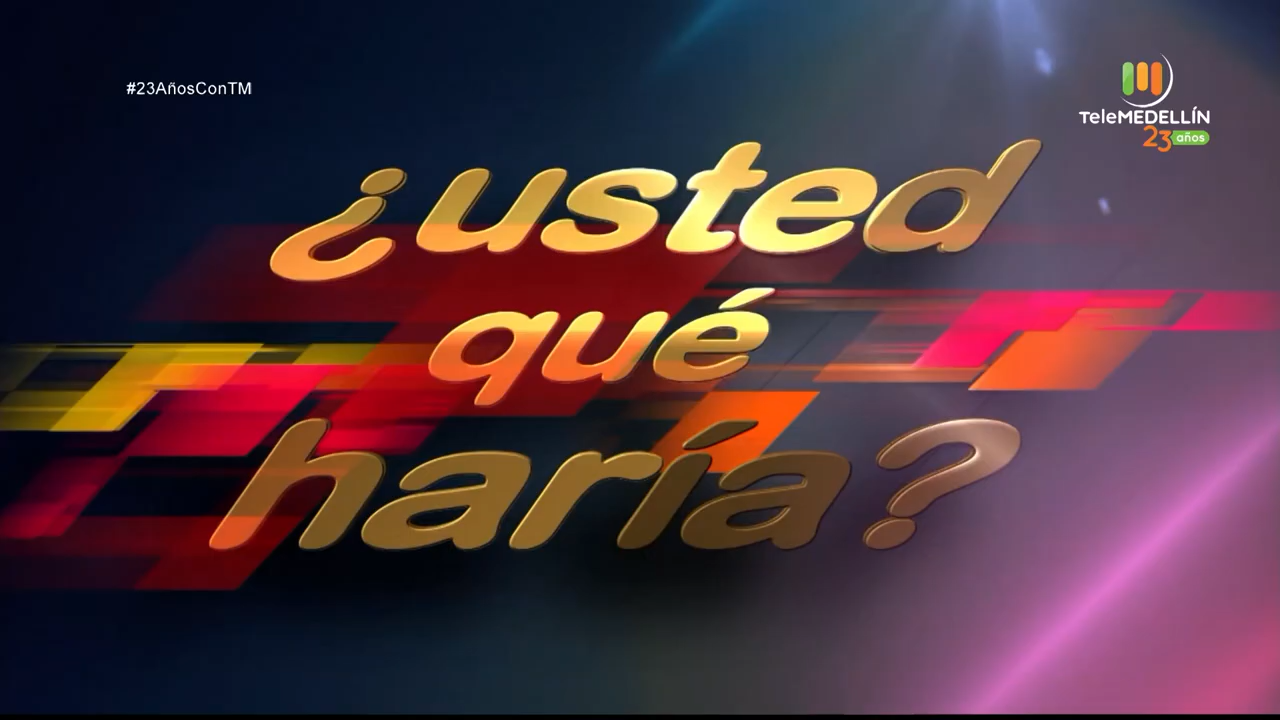 #23AñosConTM
TeleMEDELLÍN
23 años
¿usted
qué
haría?